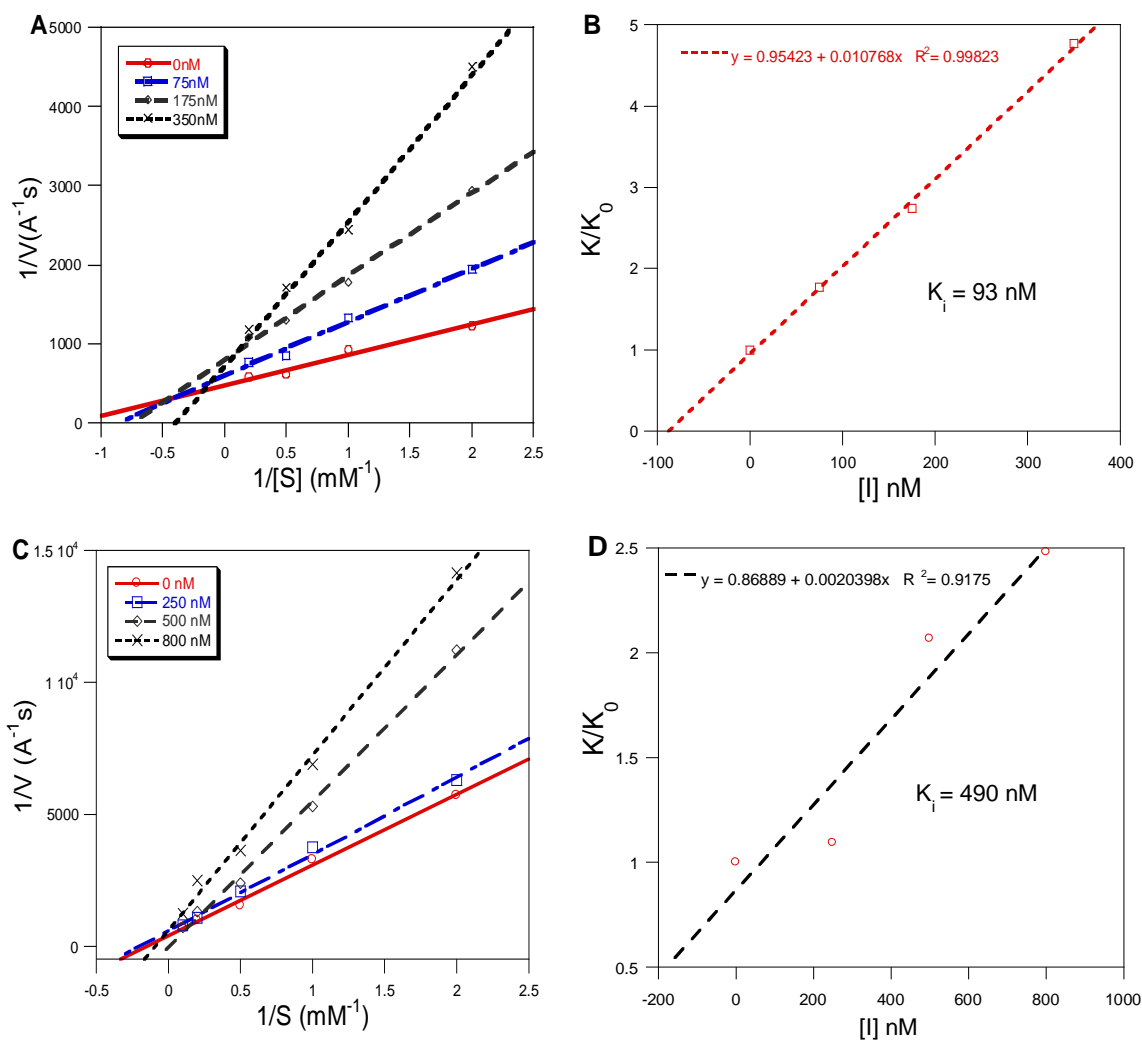 A
5000
4000
3000
2000
1000
0
1/V(A⁻¹s)
0nM
75nM
175nM
350nM
-1 -0.5 0 0.5 1 1.5 2 2.5
1/[S] (mM⁻¹)
B
5
4
3
2
1
0
K/K₀
y = 0.95423 + 0.010768x R²= 0.99823
Kᵢ = 93 nM
-100 0 100 200 300 400
[I] nM
C
1.5 10⁴
1 10⁴
5000
0
1/V (A⁻¹s)
0 nM
250 nM
500 nM
800 nM
-0.5 0 0.5 1 1.5 2 2.5
1/S (mM⁻¹)
D
2.5
2
1.5
1
0.5
K/K₀
y = 0.86889 + 0.0020398x R²= 0.9175
Kᵢ = 490 nM
-200 0 200 400 600 800 1000
[I] nM